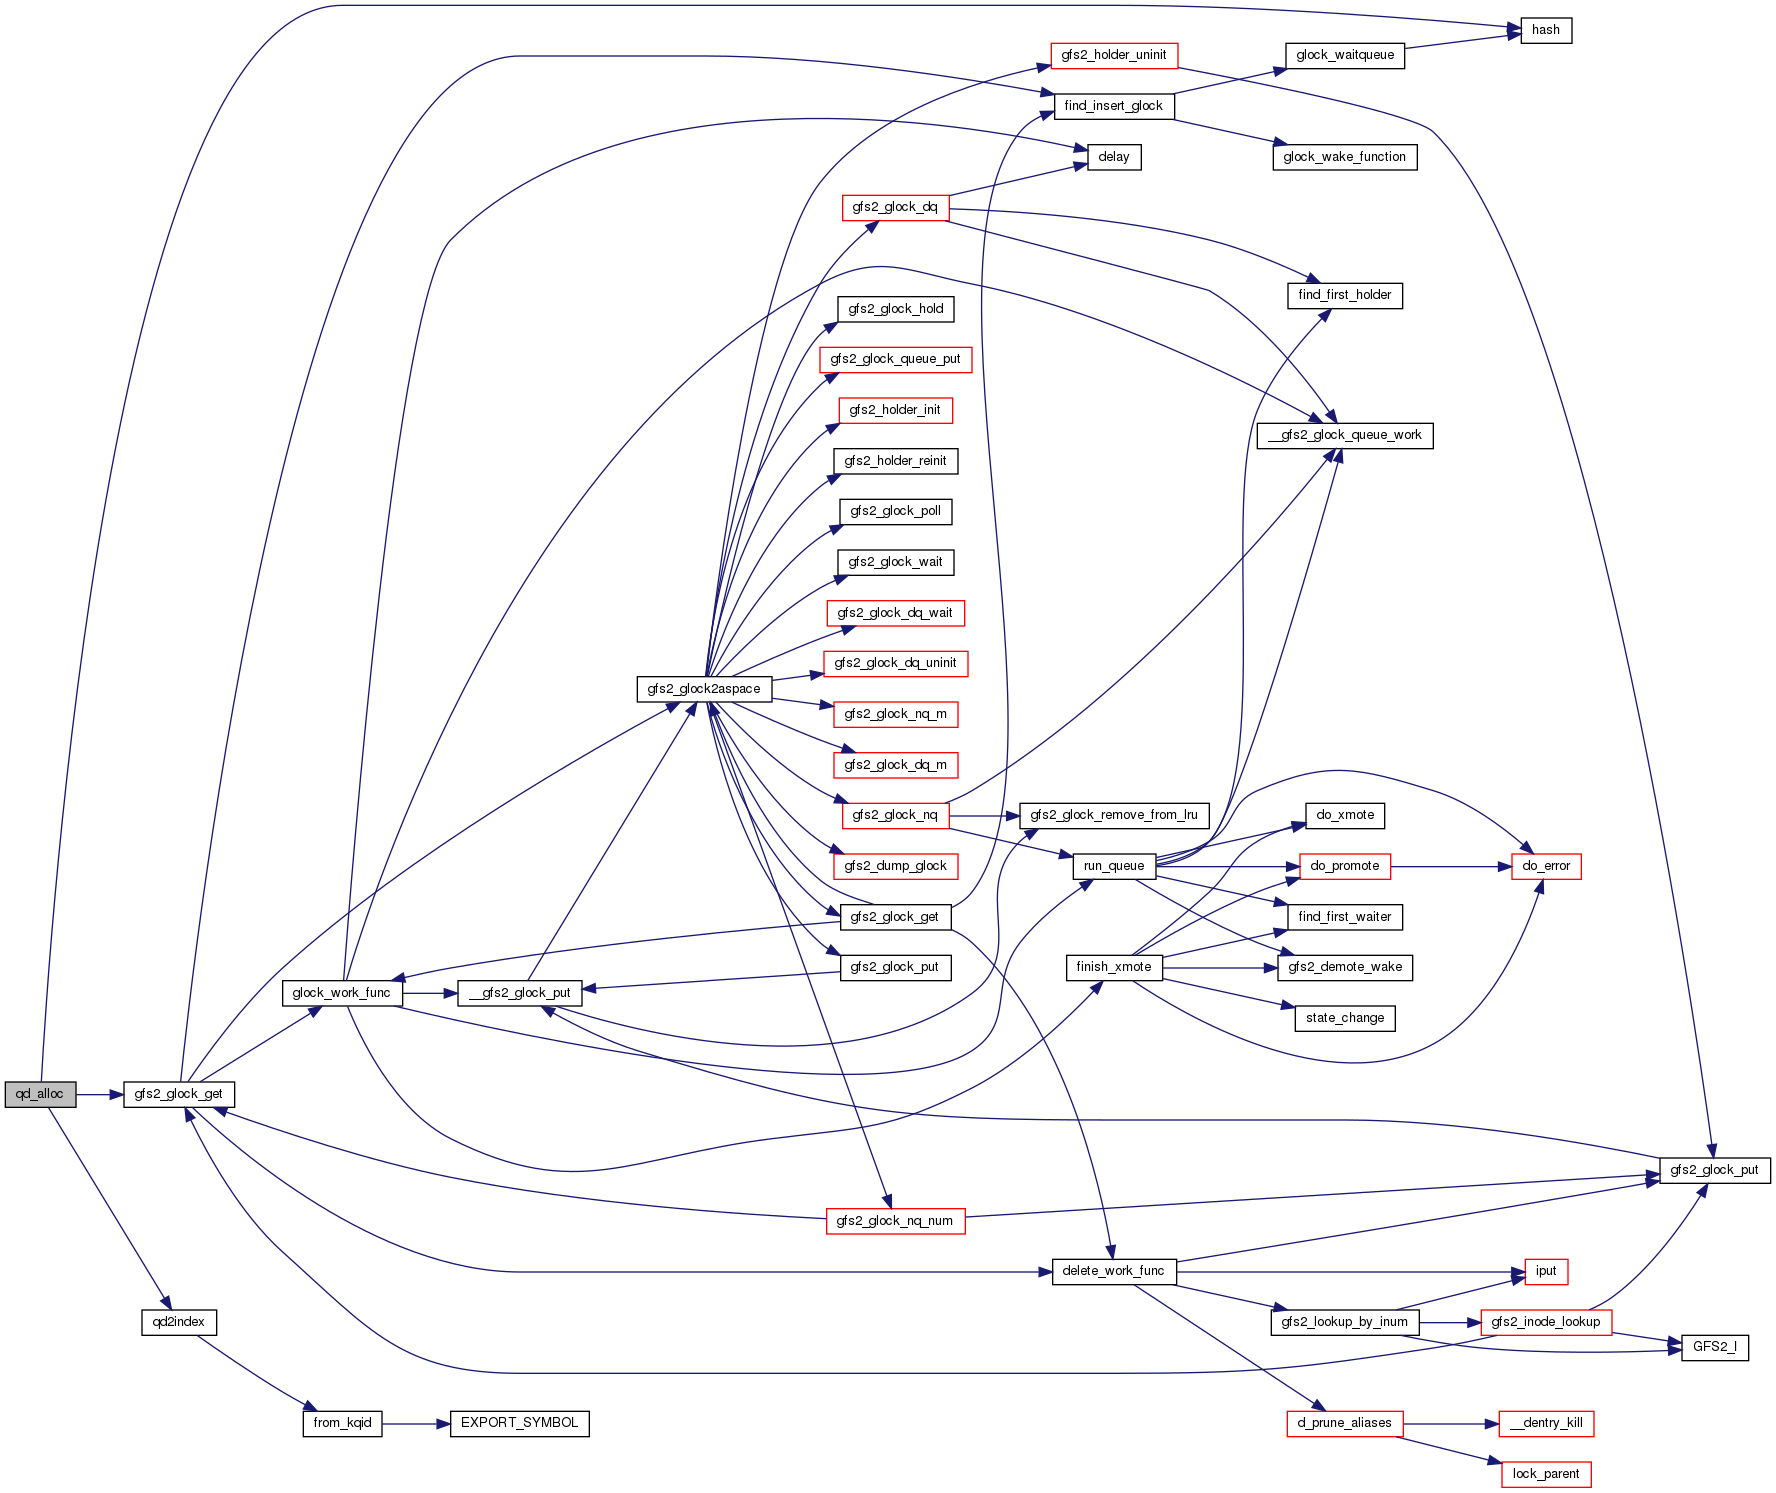 hash
gfs2_holder_uninit
glock_waitqueue
find_insert_glock
delay
glock_wake_function
gfs2_glock_dq
find_first_holder
gfs2_glock_hold
gfs2_glock_queue_put
gfs2_holder_init
__gfs2_glock_queue_work
gfs2_holder_reinit
gfs2_glock_poll
gfs2_glock_wait
gfs2_glock_dq_wait
gfs2_glock_dq_uninit
gfs2_glock2aspace
gfs2_glock_nq_m
gfs2_glock_dq_m
gfs2_glock_nq
gfs2_glock_remove_from_lru
do_xmote
gfs2_dump_glock
run_queue
do_promote
do_error
gfs2_glock_get
find_first_waiter
gfs2_glock_put
finish_xmote
gfs2_demote_wake
glock_work_func
__gfs2_glock_put
state_change
qd_alloc
gfs2_glock_get
gfs2_glock_put
gfs2_glock_nq_num
delete_work_func
iput
qd2index
gfs2_lookup_by_inum
gfs2_inode_lookup
GFS2_I
from_kqid
EXPORT_SYMBOL
d_prune_aliases
__dentry_kill
lock_parent